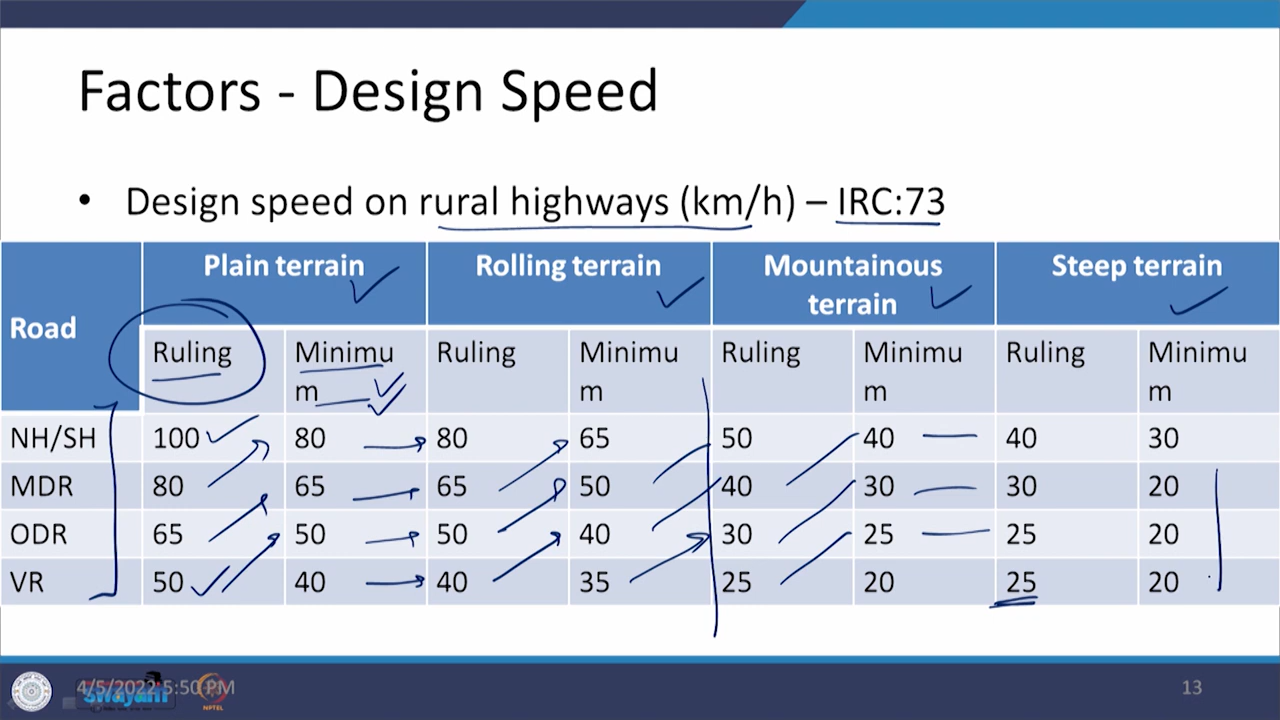 Factors - Design Speed
• Design speed on rural highways (km/h) – IRC:73
Road Plain terrain Rolling terrain Mountainous terrain Steep terrain
Ruling Minimum Ruling Minimum Ruling Minimum Ruling Minimum
NH/SH 100 80 80 65 50 40 40 30
MDR 80 65 65 50 40 30 30 20
ODR 65 50 50 40 30 25 25 20
VR 50 40 40 35 25 20 25 20
4/5/2022 5:50 PM
swayam
NPTEL
13